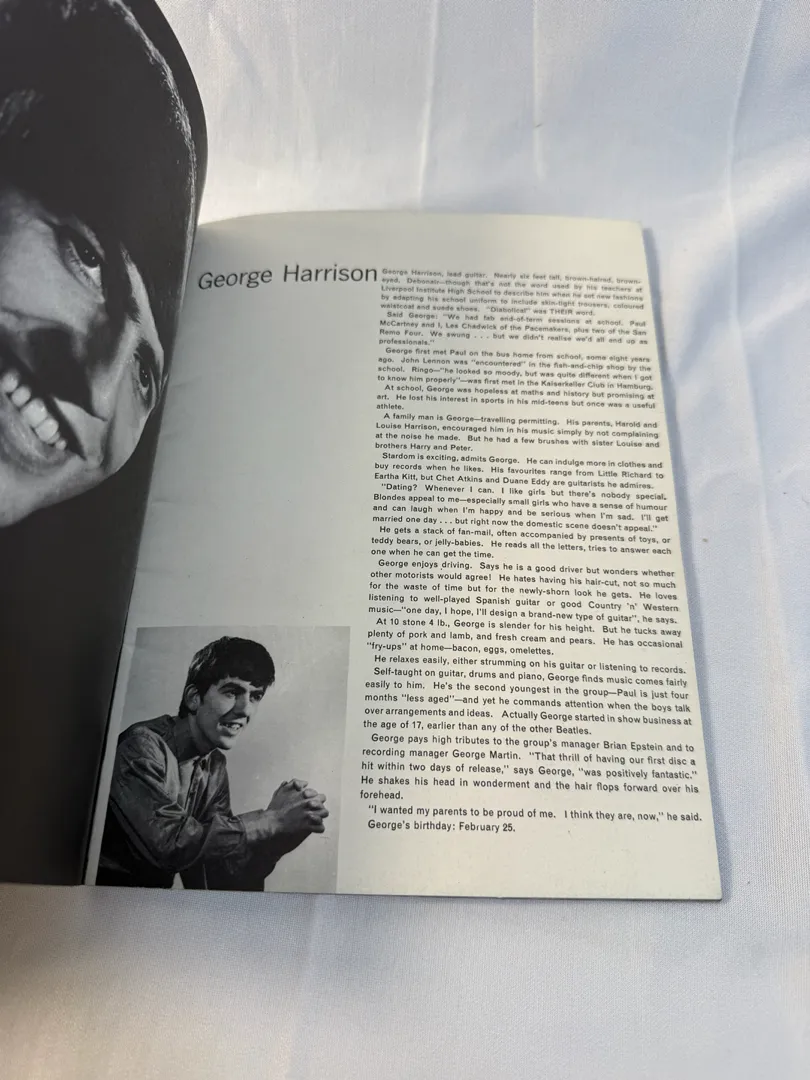 George Harrison
George Harrison, lead guitar. Nearly six feet tall, brown-haired, brown-
eyed. Debonair—though that's not the word used by his teachers at
Liverpool Institute High School to describe him when he set new fashions
by adapting his school uniform to include skin-tight trousers, coloured
waistcoat and suede shoes. "Diabolical" was THEIR word.
Said George: "We had fab end-of-term sessions at school. Paul
McCartney and I, Les Chadwick of the Pacemakers, plus two of the San
Remo Four. We swung . . . but we didn't realise we'd all end up as
professionals."
George first met Paul on the bus home from school, some eight years
ago. John Lennon was "encountered" in the fish-and-chip shop by the
school. Ringo—"he looked so moody, but was quite different when I got
to know him properly"—was first met in the Kaiserkeller Club in Hamburg.
At school, George was hopeless at maths and history but promising at
art. He lost his interest in sports in his mid-teens but once was a useful
athlete.
A family man is George—travelling permitting. His parents, Harold and
Louise Harrison, encouraged him in his music simply by not complaining
at the noise he made. But he had a few brushes with sister Louise and
brothers Harry and Peter.
Stardom is exciting, admits George. He can indulge more in clothes and
buy records when he likes. His favourites range from Little Richard to
Eartha Kitt, but Chet Atkins and Duane Eddy are guitarists he admires.
"Dating? Whenever I can. I like girls but there's nobody special.
Blondes appeal to me—especially small girls who have a sense of humour
and can laugh when I'm happy and be serious when I'm sad. I'll get
married one day . . . but right now the domestic scene doesn't appeal."
He gets a stack of fan-mail, often accompanied by presents of toys, or
teddy bears, or jelly-babies. He reads all the letters, tries to answer each
one when he can get the time.
George enjoys driving. Says he is a good driver but wonders whether
other motorists would agree! He hates having his hair-cut, not so much
for the waste of time but for the newly-shorn look he gets. He loves
listening to well-played Spanish guitar or good Country 'n' Western
music—"one day, I hope, I'll design a brand-new type of guitar", he says.
At 10 stone 4 lb., George is slender for his height. But he tucks away
plenty of pork and lamb, and fresh cream and pears. He has occasional
"fry-ups" at home—bacon, eggs, omelettes.
He relaxes easily, either strumming on his guitar or listening to records.
Self-taught on guitar, drums and piano, George finds music comes fairly
easily to him. He's the second youngest in the group—Paul is just four
months "less aged"—and yet he commands attention when the boys talk
over arrangements and ideas. Actually George started in show business at
the age of 17, earlier than any of the other Beatles.
George pays high tributes to the group's manager Brian Epstein and to
recording manager George Martin. "That thrill of having our first disc a
hit within two days of release," says George, "was positively fantastic."
He shakes his head in wonderment and the hair flops forward over his
forehead.
"I wanted my parents to be proud of me. I think they are, now," he said.
George's birthday: February 25.